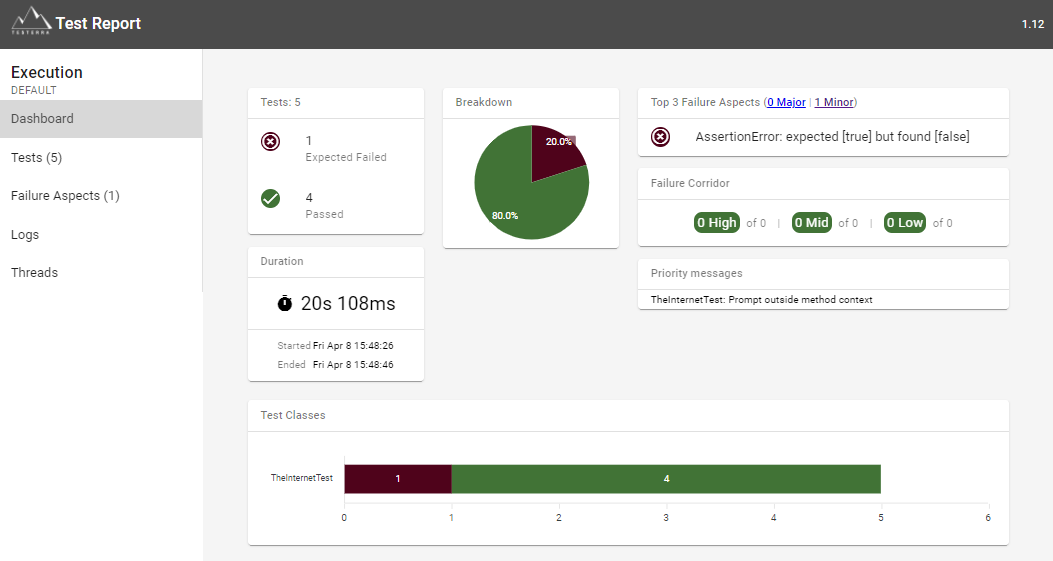 TESTERRA
Test Report
1.12
Execution
DEFAULT
Dashboard
Tests (5)
Failure Aspects (1)
Logs
Threads
Tests: 5
1
Expected Failed
4
Passed
Breakdown
20.0%
80.0%
Top 3 Failure Aspects (0 Major | 1 Minor)
AssertionError: expected [true] but found [false]
Failure Corridor
0 High of 0 | 0 Mid of 0 | 0 Low of 0
Duration
20s 108ms
Started Fri Apr 8 15:48:26
Ended Fri Apr 8 15:48:46
Priority messages
TheInternetTest: Prompt outside method context
Test Classes
TheInternetTest
1 4
0 1 2 3 4 5 6